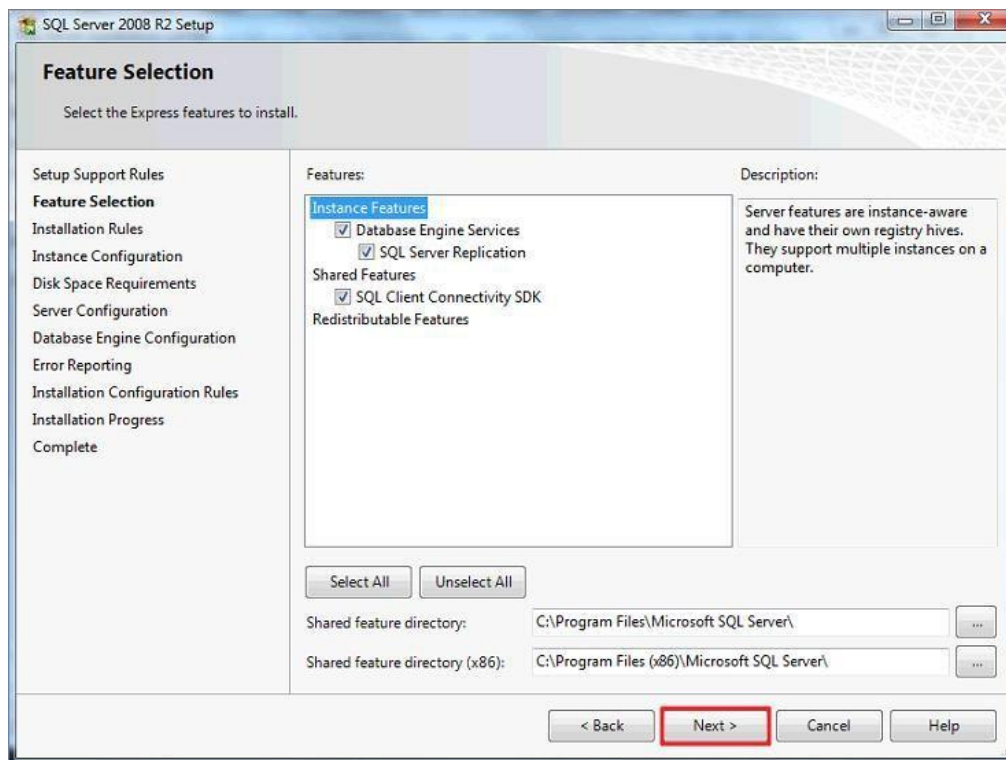 SQL Server 2008 R2 Setup
Feature Selection
Select the Express features to install.
Setup Support Rules
Feature Selection
Installation Rules
Instance Configuration
Disk Space Requirements
Server Configuration
Database Engine Configuration
Error Reporting
Installation Configuration Rules
Installation Progress
Complete
Features:
Instance Features
Database Engine Services
SQL Server Replication
Shared Features
SQL Client Connectivity SDK
Redistributable Features
Description:
Server features are instance-aware
and have their own registry hives.
They support multiple instances on a
computer.
Select All
Unselect All
Shared feature directory:
C:\Program Files\Microsoft SQL Server\
...
Shared feature directory (x86):
C:\Program Files (x86)\Microsoft SQL Server\
...
< Back
Next >
Cancel
Help